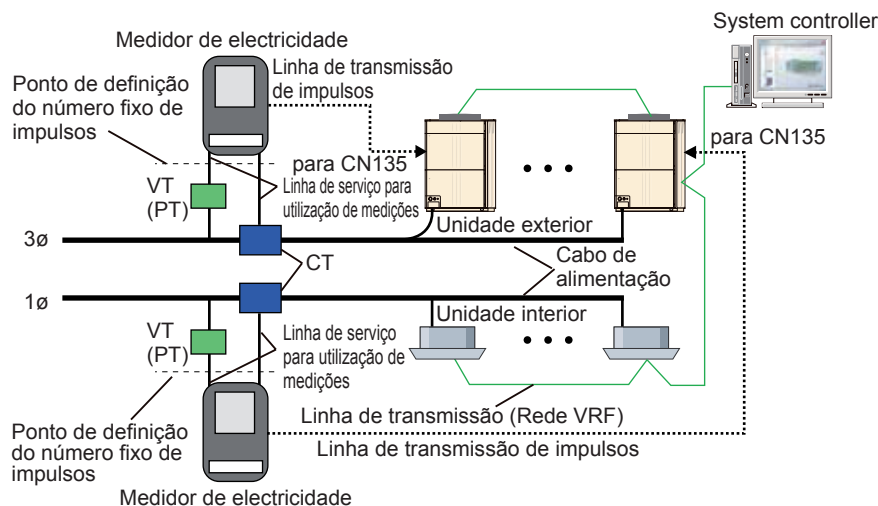 System controller
Medidor de electricidade
Linha de transmissão
de impulsos
Ponto de definição
do número fixo de
impulsos
para CN135
para CN135
VT
(PT)
Linha de serviço para
utilização de medições
Unidade exterior
3ø
CT
Cabo de
alimentação
1ø
Unidade interior
VT
(PT)
Linha de serviço
para utilização de
medições
Linha de transmissão (Rede VRF)
Ponto de definição
do número fixo de
impulsos
Linha de transmissão de impulsos
Medidor de electricidade